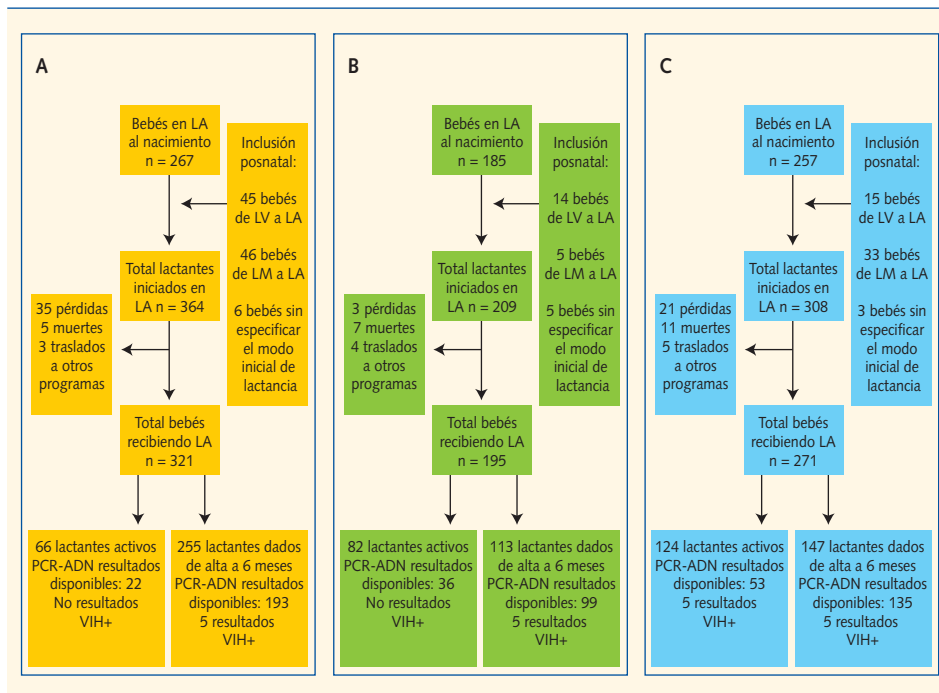 A
Bebés en LA
al nacimiento
n = 267
Inclusión
posnatal:
45 bebés
de LV a LA
46 bebés
de LM a LA
6 bebés sin
especificar
el modo
inicial de
lactancia
Total lactantes
iniciados en
LA n = 364
35 pérdidas
5 muertes
3 traslados
a otros
programas
Total bebés
recibiendo LA
n = 321
66 lactantes activos
PCR-ADN resultados
disponibles: 22
No resultados
VIH+
255 lactantes dados
de alta a 6 meses
PCR-ADN resultados
disponibles: 193
5 resultados
VIH+
B
Bebés en LA
al nacimiento
n = 185
Inclusión
posnatal:
14 bebés
de LV a LA
5 bebés
de LM a LA
5 bebés sin
especificar
el modo
inicial de
lactancia
Total lactantes
iniciados en
LA n = 209
3 pérdidas
7 muertes
4 traslados
a otros
programas
Total bebés
recibiendo LA
n = 195
82 lactantes activos
PCR-ADN resultados
disponibles: 36
No resultados
VIH+
113 lactantes dados
de alta a 6 meses
PCR-ADN resultados
disponibles: 99
5 resultados
VIH+
C
Bebés en LA
al nacimiento
n = 257
Inclusión
posnatal:
15 bebés
de LV a LA
33 bebés
de LM a LA
3 bebés sin
especificar
el modo
inicial de
lactancia
Total lactantes
iniciados en
LA n = 308
21 pérdidas
11 muertes
5 traslados
a otros
programas
Total bebés
recibiendo LA
n = 271
124 lactantes activos
PCR-ADN resultados
disponibles: 53
5 resultados
VIH+
147 lactantes dados
de alta a 6 meses
PCR-ADN resultados
disponibles: 135
5 resultados
VIH+